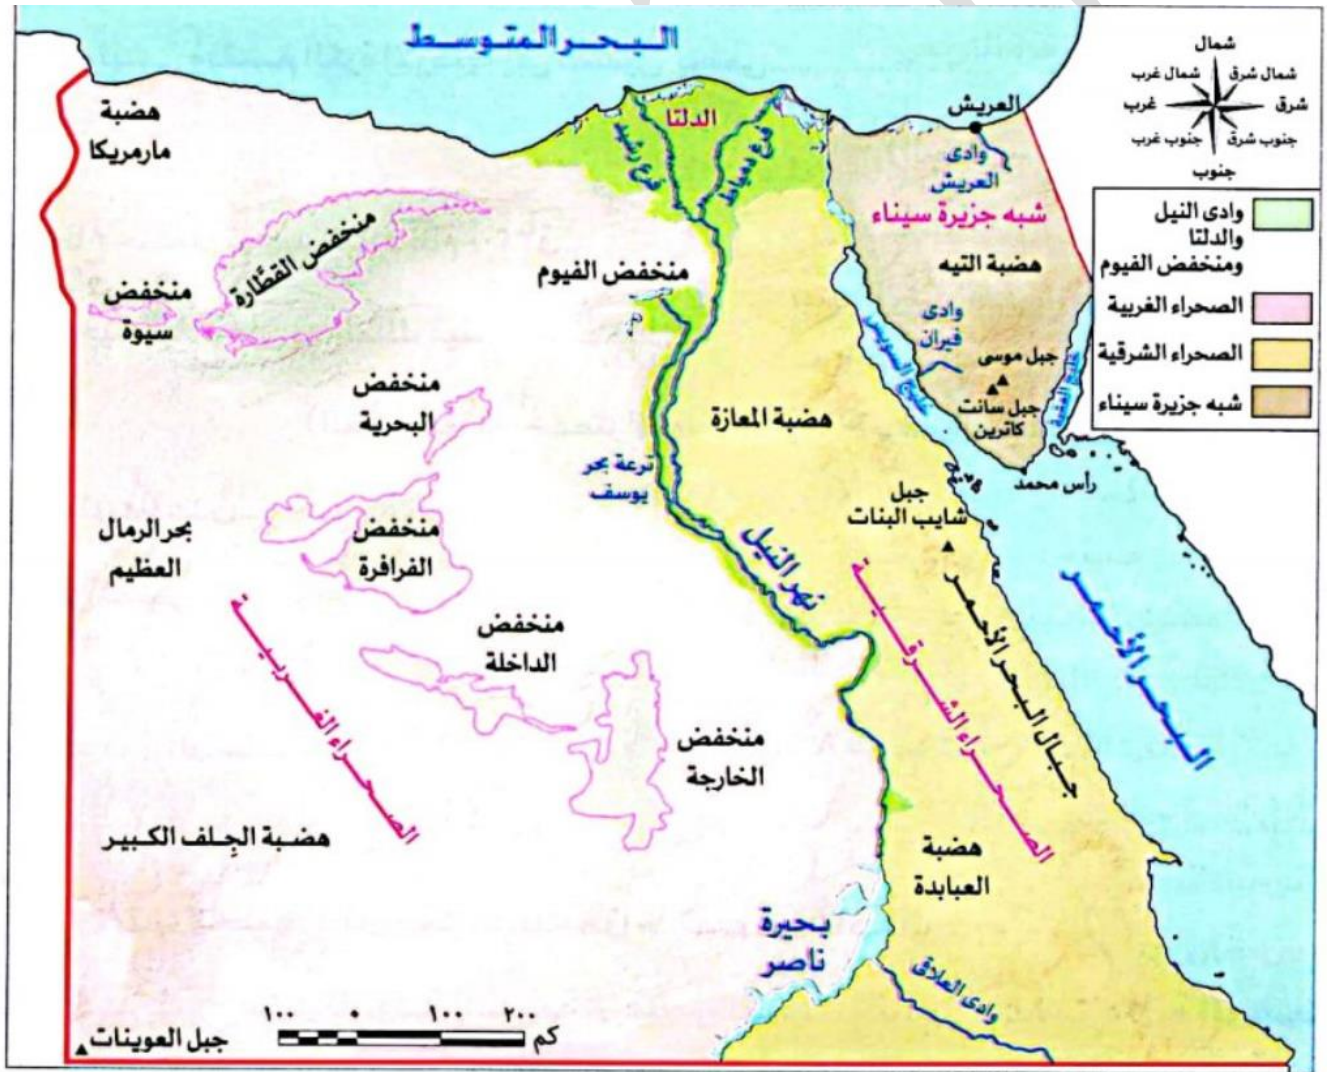 البحر المتوسط
شمال
شمال غرب
شمال شرق
غرب
شرق
جنوب غرب
جنوب شرق
جنوب
وادى النيل
والدلتا
ومنخفض الفيوم
الصحراء الغربية
الصحراء الشرقية
شبه جزيرة سيناء
هضبة
مارمريكا
الدلتا
فرع رشيد
فرع دمياط
العريش
وادى
العريش
شبه جزيرة سيناء
هضبة التيه
وادى
فيران
جبل موسى
جبل سانت
كاترين
خليج السويس
خليج العقبة
رأس محمد
منخفض القطَّارة
منخفض
سيوة
منخفض الفيوم
منخفض
البحرية
هضبة المعازة
ترعة بحر
يوسف
جبل
شايب البنات
منخفض
الفرافرة
بحر الرمال
العظيم
نهر النيل
منخفض
الداخلة
منخفض
الخارجة
الصحراء الغربية
الصحراء الشرقية
جبال البحر الأحمر
البحر الأحمر
هضبة الجِلف الكبير
هضبة
العبابدة
بحيرة
ناصر
وادى العلاقى
جبل العوينات
١٠٠ ٠ ١٠٠ ٢٠٠
كم